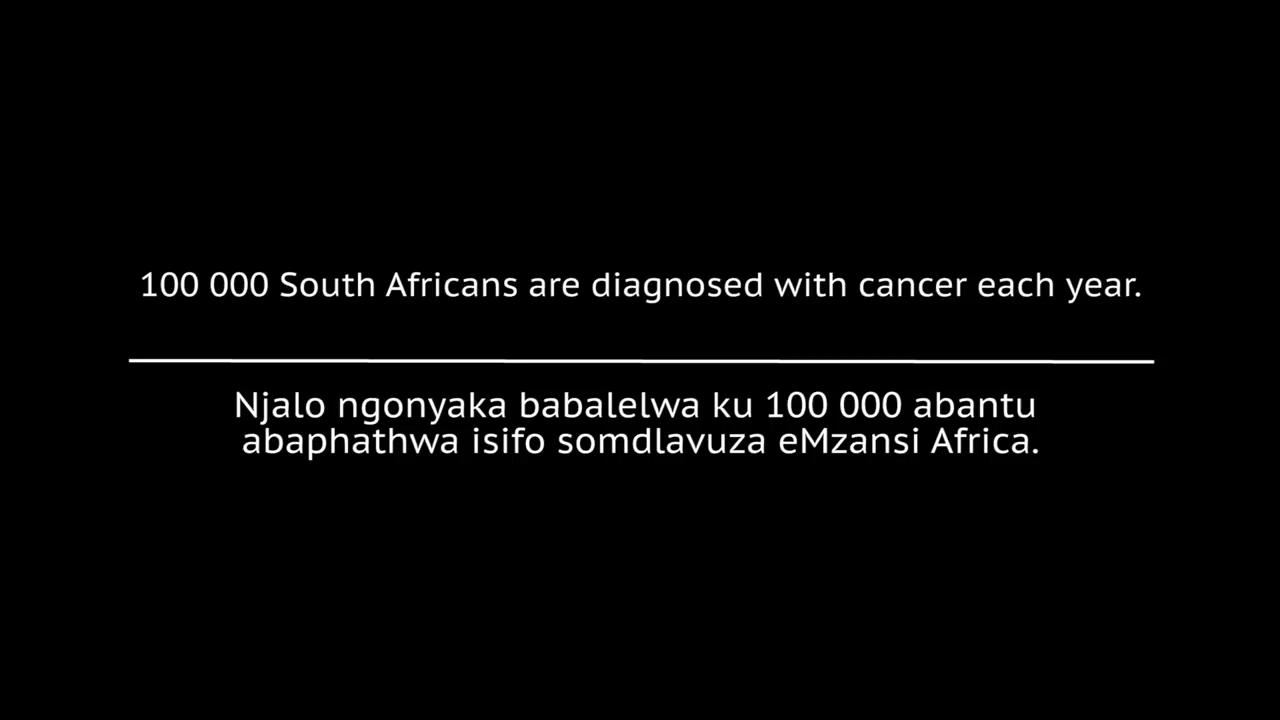 100 000 South Africans are diagnosed with cancer each year.
Njalo ngonyaka babalelwa ku 100 000 abantu
abaphathwa isifo somdlavuza eMzansi Africa.